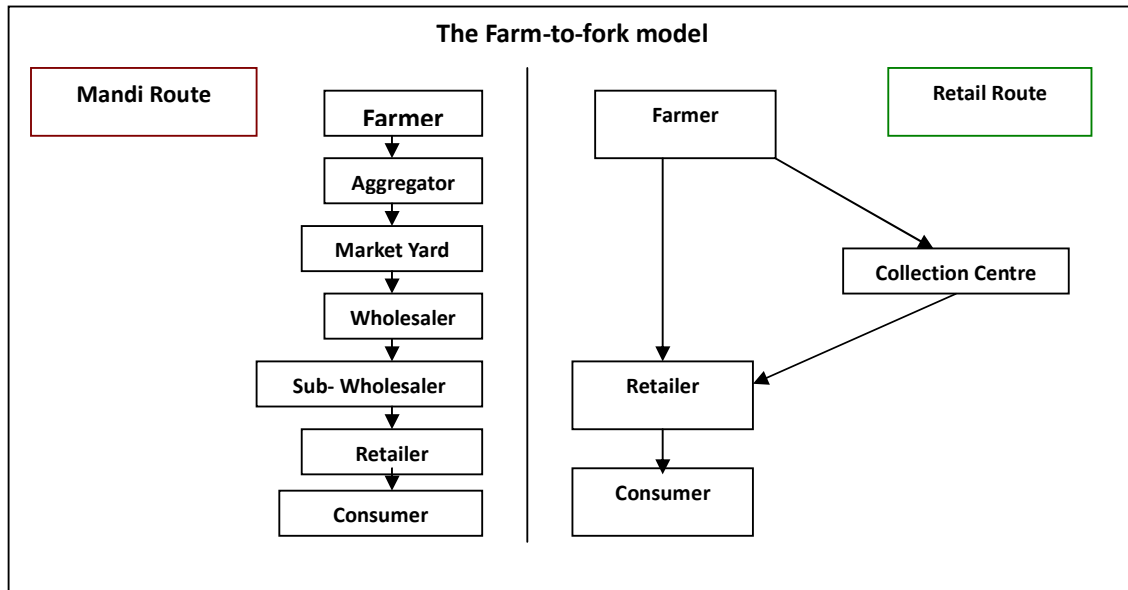 The Farm-to-fork model
Mandi Route
Farmer
Aggregator
Market Yard
Wholesaler
Sub- Wholesaler
Retailer
Consumer
Retail Route
Farmer
Collection Centre
Retailer
Consumer